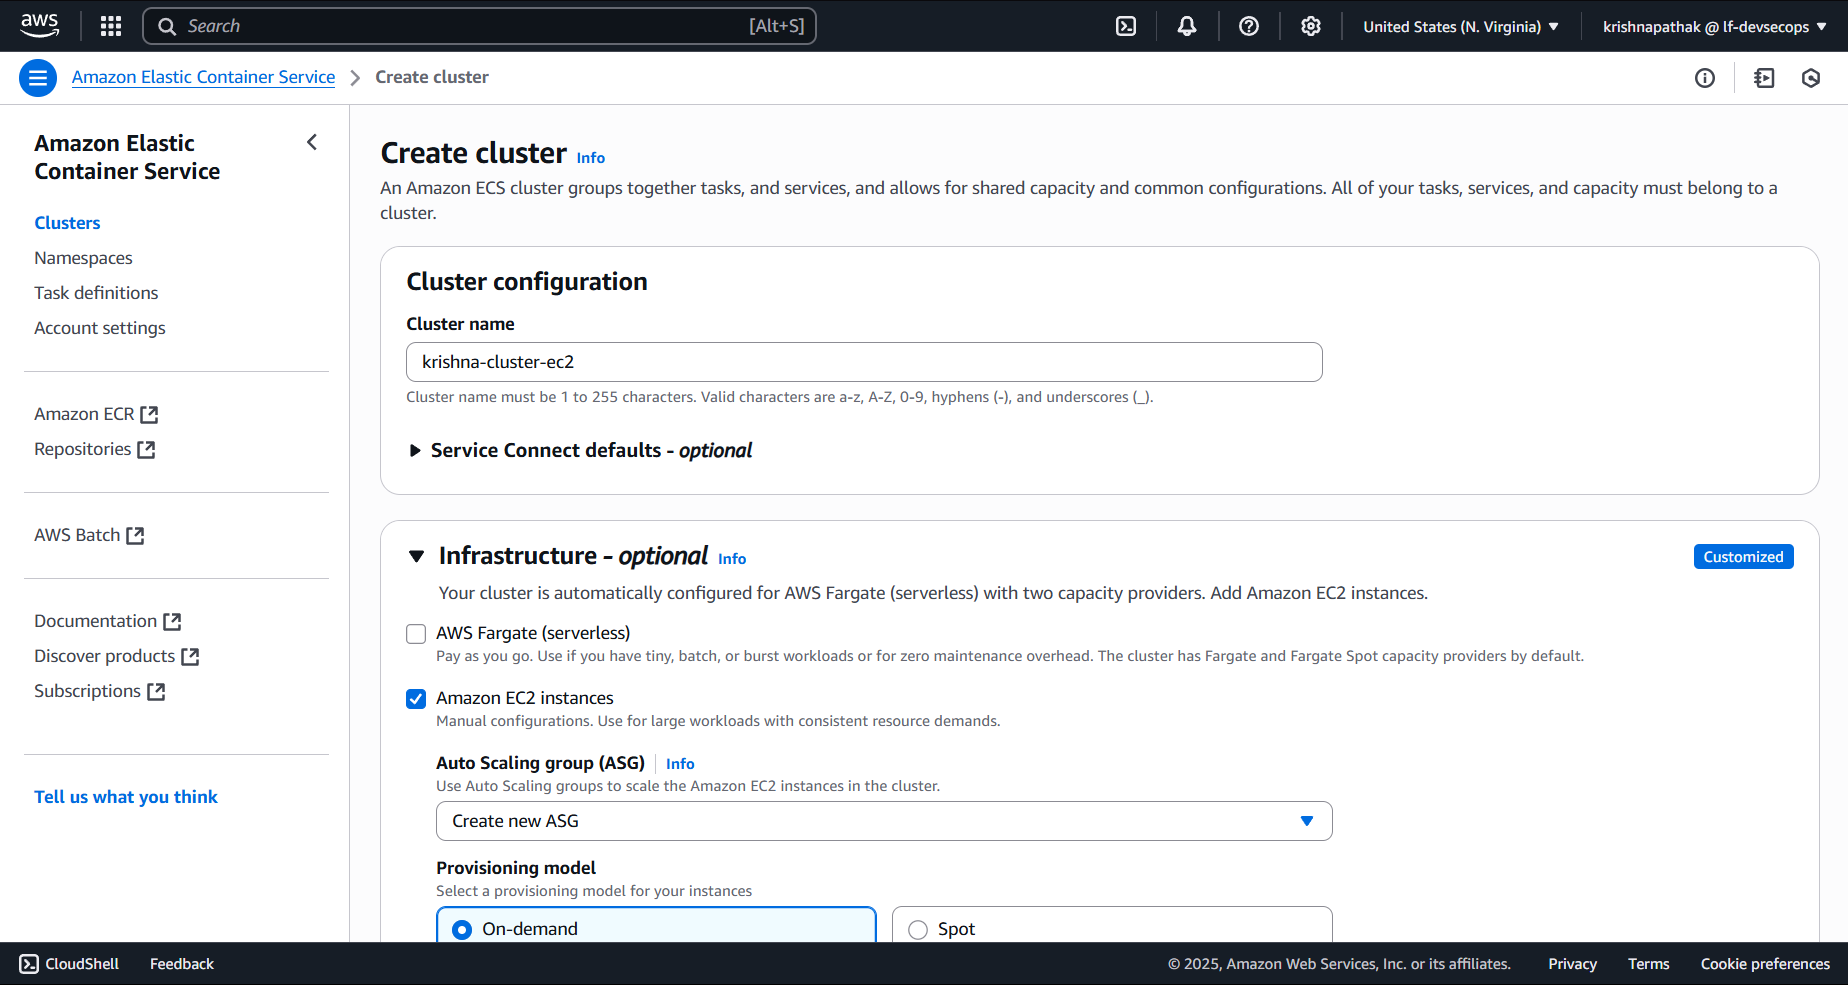 aws
Search [Alt+S]
United States (N. Virginia)
krishnapathak @ lf-devsecops
Amazon Elastic Container Service
Create cluster
Amazon Elastic
Container Service
Clusters
Namespaces
Task definitions
Account settings
Amazon ECR
Repositories
AWS Batch
Documentation
Discover products
Subscriptions
Tell us what you think
Create cluster Info
An Amazon ECS cluster groups together tasks, and services, and allows for shared capacity and common configurations. All of your tasks, services, and capacity must belong to a
cluster.
Cluster configuration
Cluster name
krishna-cluster-ec2
Cluster name must be 1 to 255 characters. Valid characters are a-z, A-Z, 0-9, hyphens (-), and underscores (_).
Service Connect defaults - optional
Infrastructure - optional Info
Customized
Your cluster is automatically configured for AWS Fargate (serverless) with two capacity providers. Add Amazon EC2 instances.
AWS Fargate (serverless)
Pay as you go. Use if you have tiny, batch, or burst workloads or for zero maintenance overhead. The cluster has Fargate and Fargate Spot capacity providers by default.
Amazon EC2 instances
Manual configurations. Use for large workloads with consistent resource demands.
Auto Scaling group (ASG) Info
Use Auto Scaling groups to scale the Amazon EC2 instances in the cluster.
Create new ASG
Provisioning model
Select a provisioning model for your instances
On-demand
Spot
CloudShell
Feedback
© 2025, Amazon Web Services, Inc. or its affiliates.
Privacy
Terms
Cookie preferences